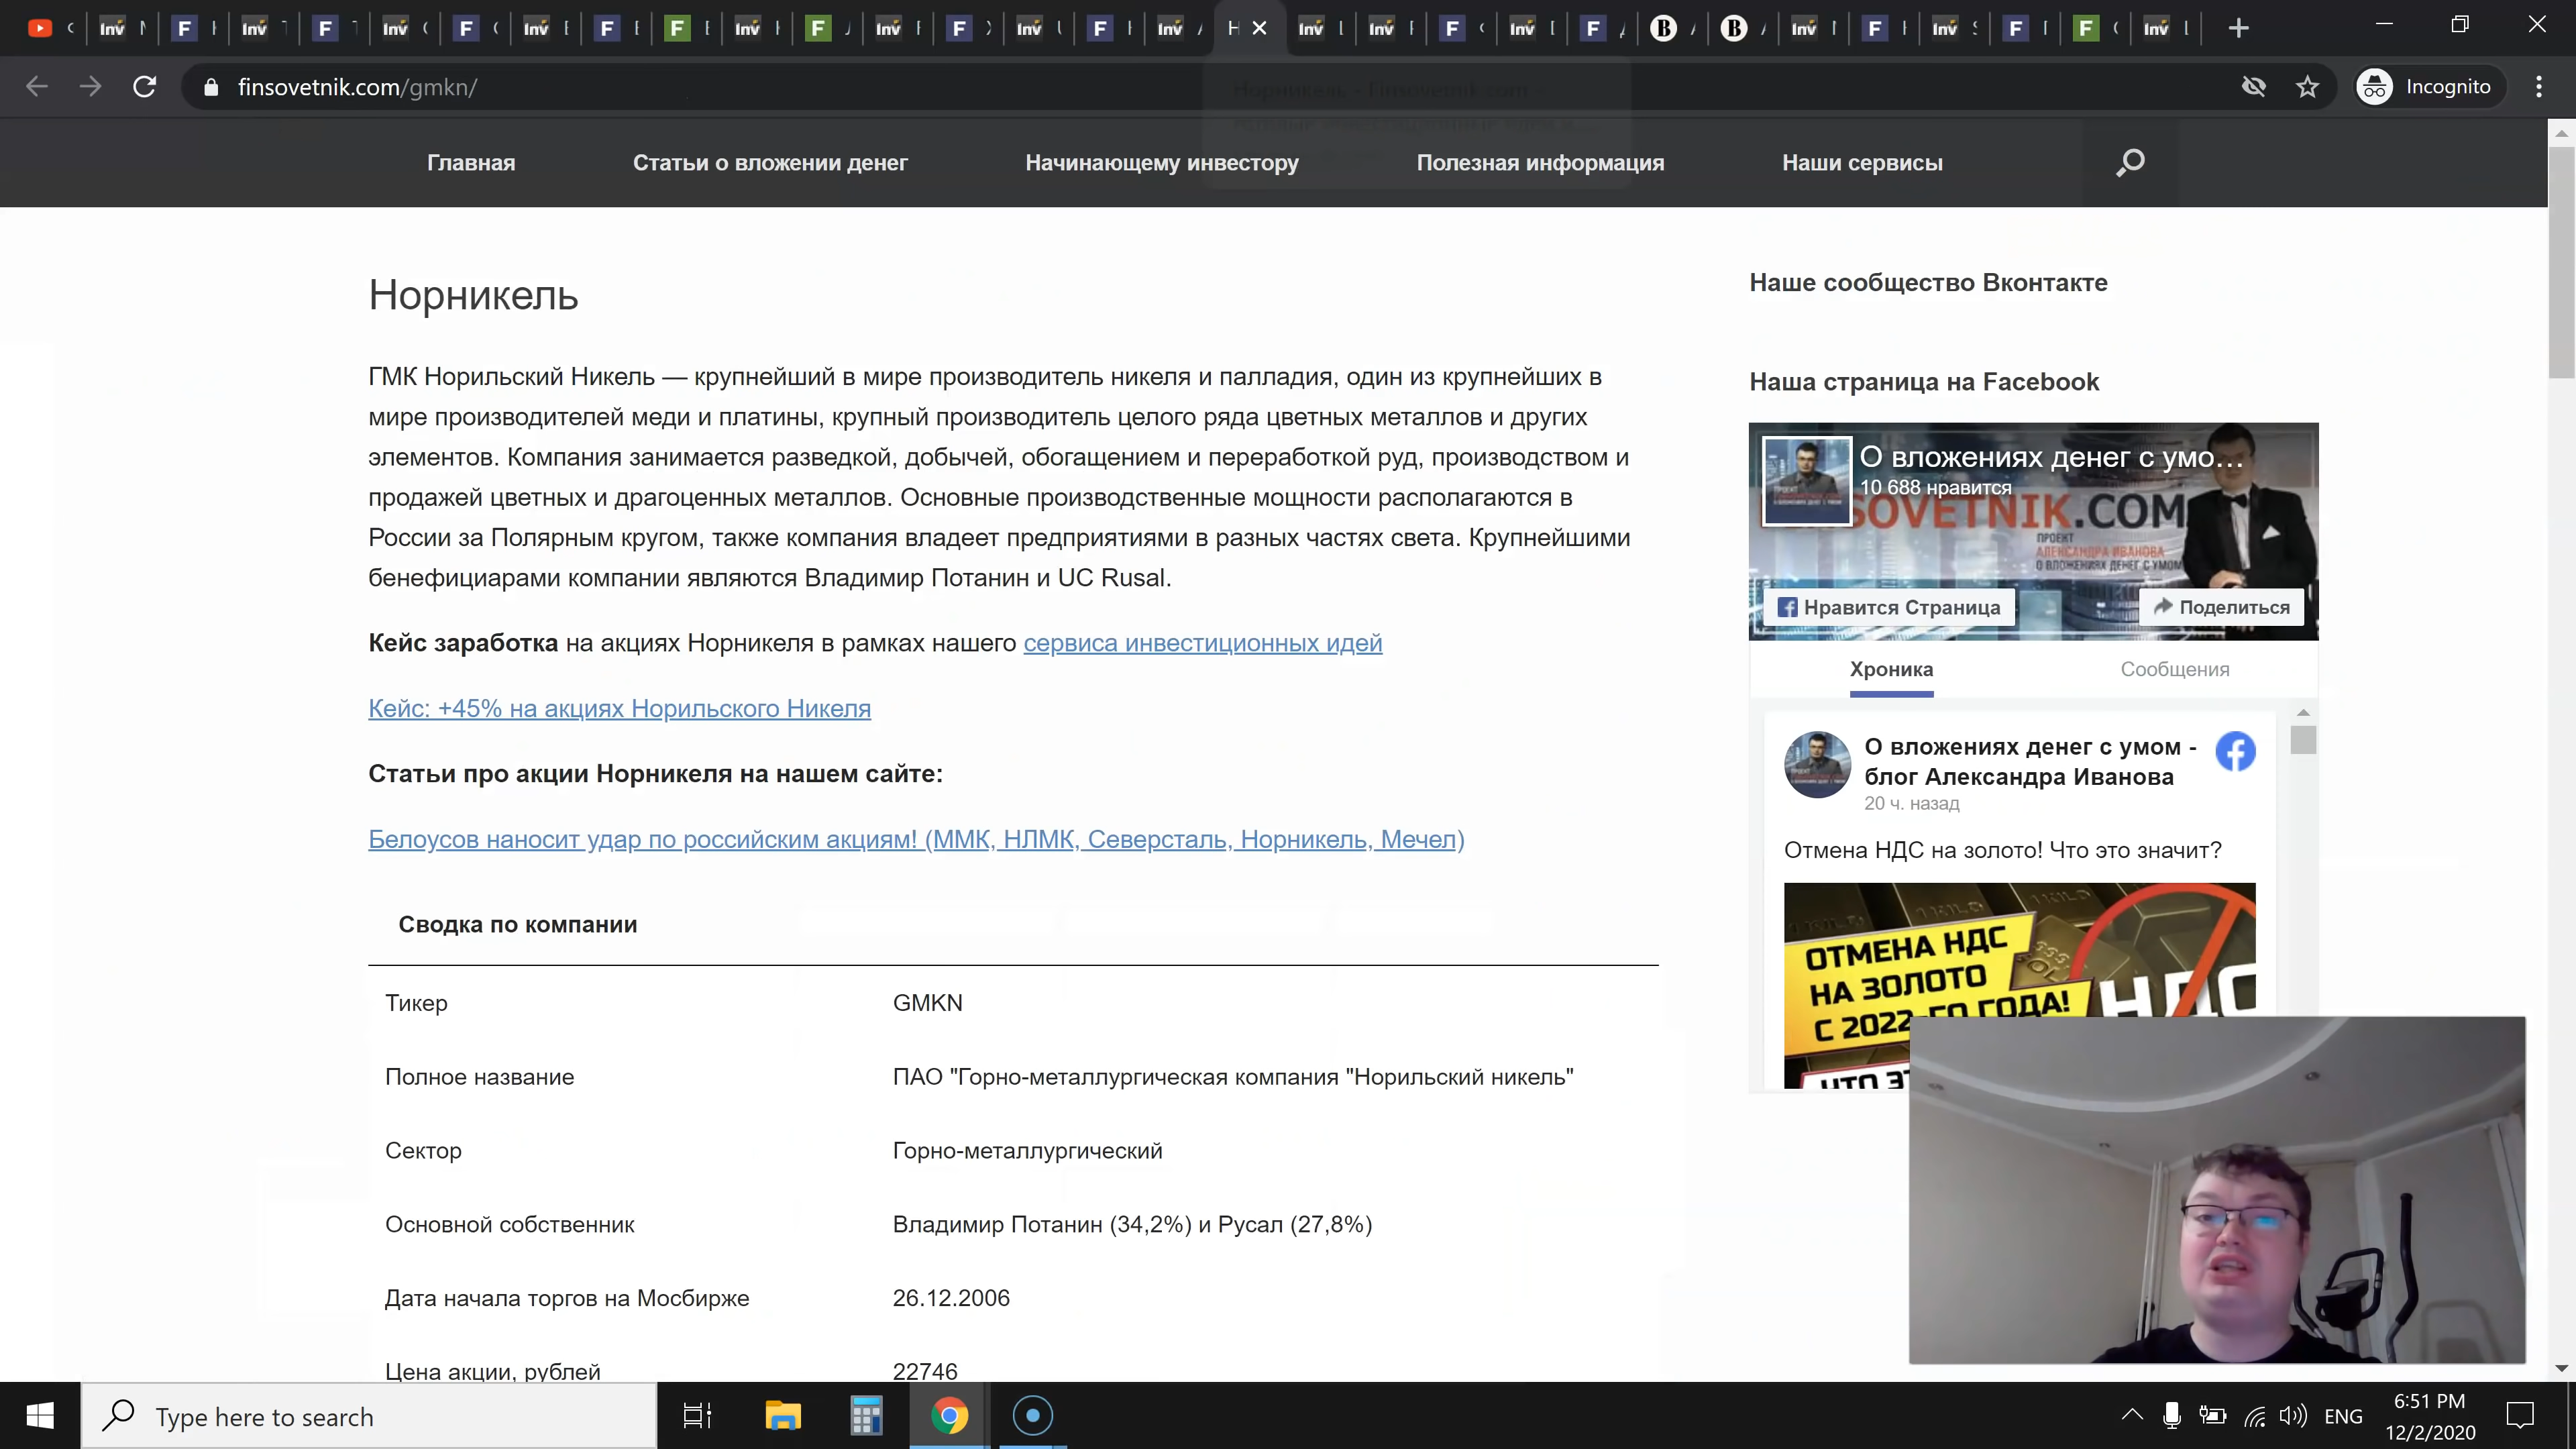 finsovetnik.com/gmkn/
Incognito
Главная
Статьи о вложении денег
Начинающему инвестору
Полезная информация
Наши сервисы
Норникель
ГМК Норильский Никель — крупнейший в мире производитель никеля и палладия, один из крупнейших в
мире производителей меди и платины, крупный производитель целого ряда цветных металлов и других
элементов. Компания занимается разведкой, добычей, обогащением и переработкой руд, производством и
продажей цветных и драгоценных металлов. Основные производственные мощности располагаются в
России за Полярным кругом, также компания владеет предприятиями в разных частях света. Крупнейшими
бенефициарами компании являются Владимир Потанин и UC Rusal.
Кейс заработка на акциях Норникеля в рамках нашего сервиса инвестиционных идей
Кейс: +45% на акциях Норильского Никеля
Статьи про акции Норникеля на нашем сайте:
Белоусов наносит удар по российским акциям! (ММК, НЛМК, Северсталь, Норникель, Мечел)
Сводка по компании
Тикер GMKN
Полное название ПАО "Горно-металлургическая компания "Норильский никель"
Сектор Горно-металлургический
Основной собственник Владимир Потанин (34,2%) и Русал (27,8%)
Дата начала торгов на Мосбирже 26.12.2006
Цена акции, рублей 22746
Наше сообщество Вконтакте
Наша страница на Facebook
О вложениях денег с умо...
10 688 нравится
SOVETNIK.COM
ПРОЕКТ
АЛЕКСАНДРА ИВАНОВА
О ВЛОЖЕНИЯХ ДЕНЕГ С УМОМ
Нравится Страница
Поделиться
Хроника
Сообщения
О вложениях денег с умом -
блог Александра Иванова
20 ч. назад
Отмена НДС на золото! Что это значит?
ОТМЕНА НДС
НА ЗОЛОТО
С 2022-ГО ГОДА!
НДС
Type here to search
ENG
6:51 PM
12/2/2020